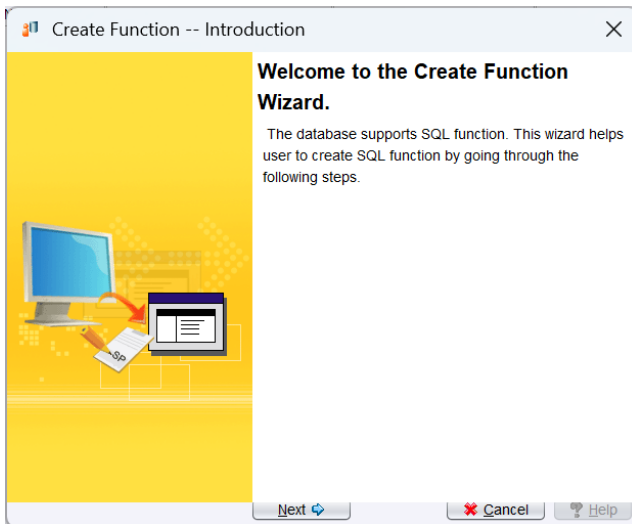 Create Function -- Introduction
Welcome to the Create Function
Wizard.
The database supports SQL function. This wizard helps
user to create SQL function by going through the
following steps.
SP
Next
Cancel
Help